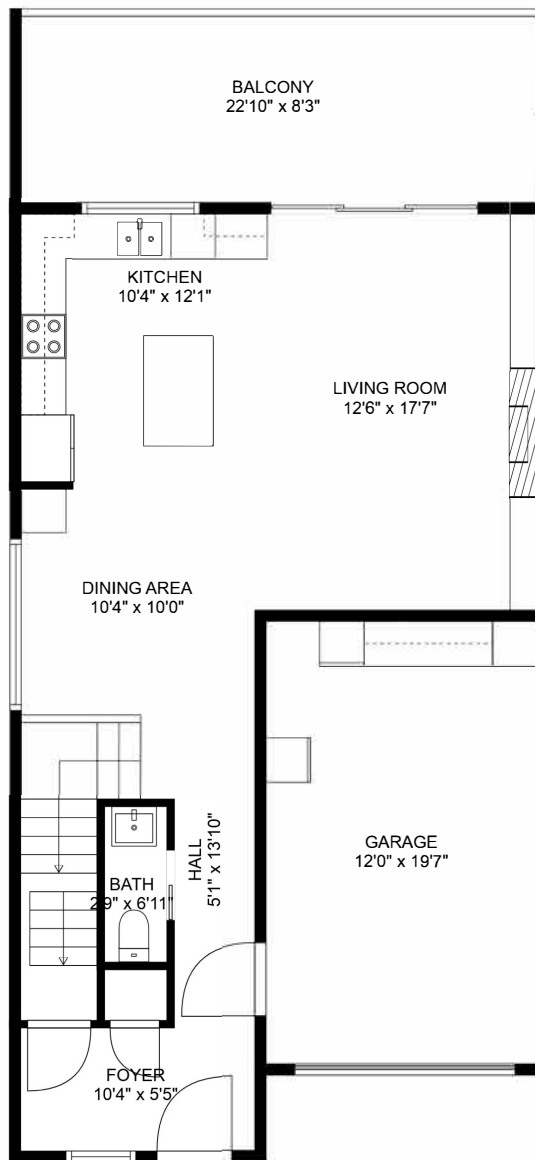 BALCONY
22'10" x 8'3"
KITCHEN
10'4" x 12'1"
LIVING ROOM
12'6" x 17'7"
DINING AREA
10'4" x 10'0"
HALL
5'1" x 13'10"
GARAGE
12'0" x 19'7"
BATH
2'9" x 6'11"
FOYER
10'4" x 5'5"